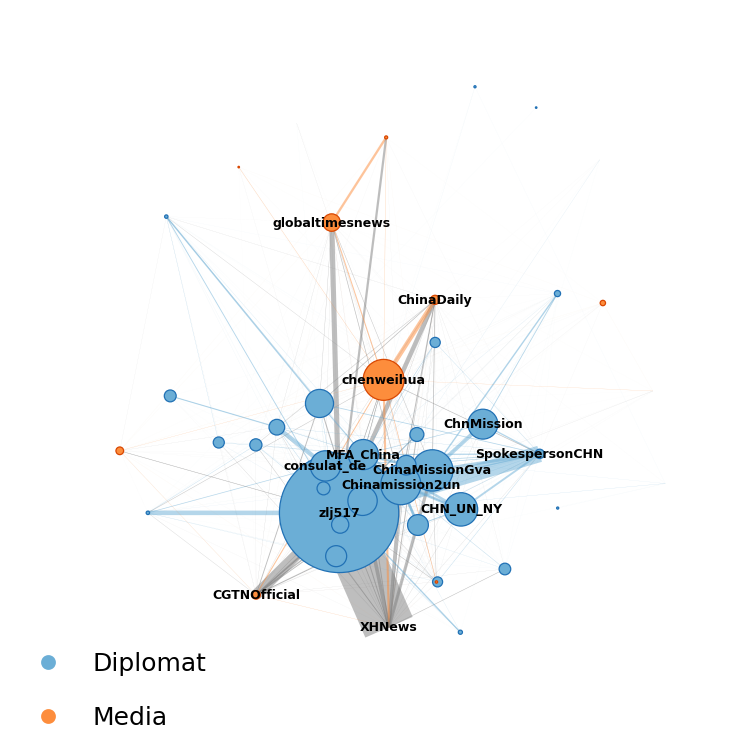 globaltimesnews
ChinaDaily
chenweihua
ChnMission
MFA_China
SpokespersonCHN
consulat_de
ChinaMissionGva
Chinamission2un
CHN_UN_NY
zlj517
CGTNOfficial
XHNews
Diplomat
Media